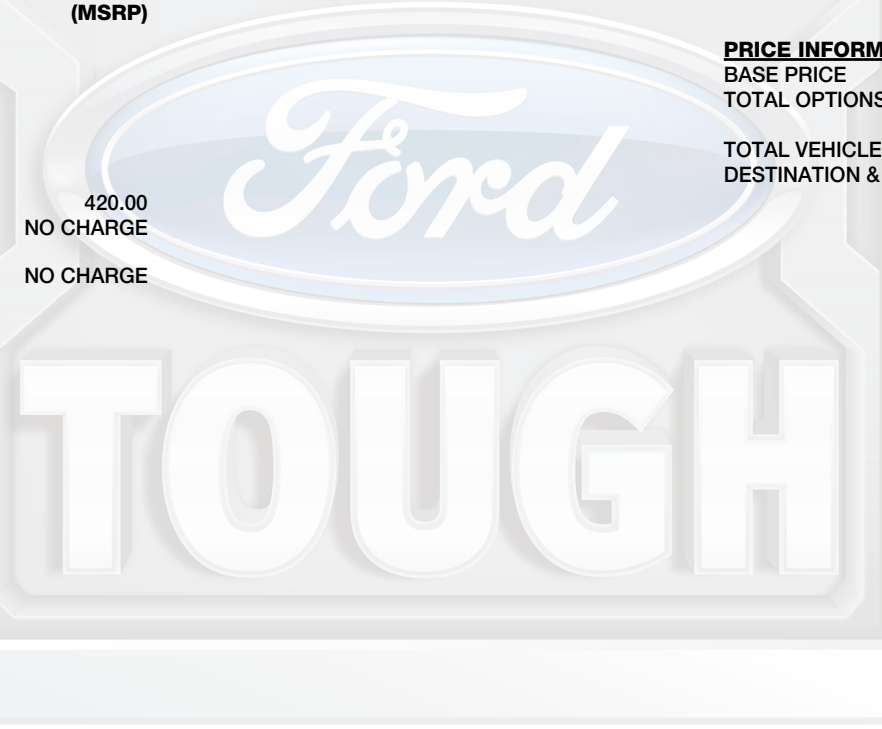 (MSRP)
PRICE INFORM
BASE PRICE
TOTAL OPTIONS
TOTAL VEHICLE
DESTINATION &
420.00
NO CHARGE
NO CHARGE
Ford
TOUGH